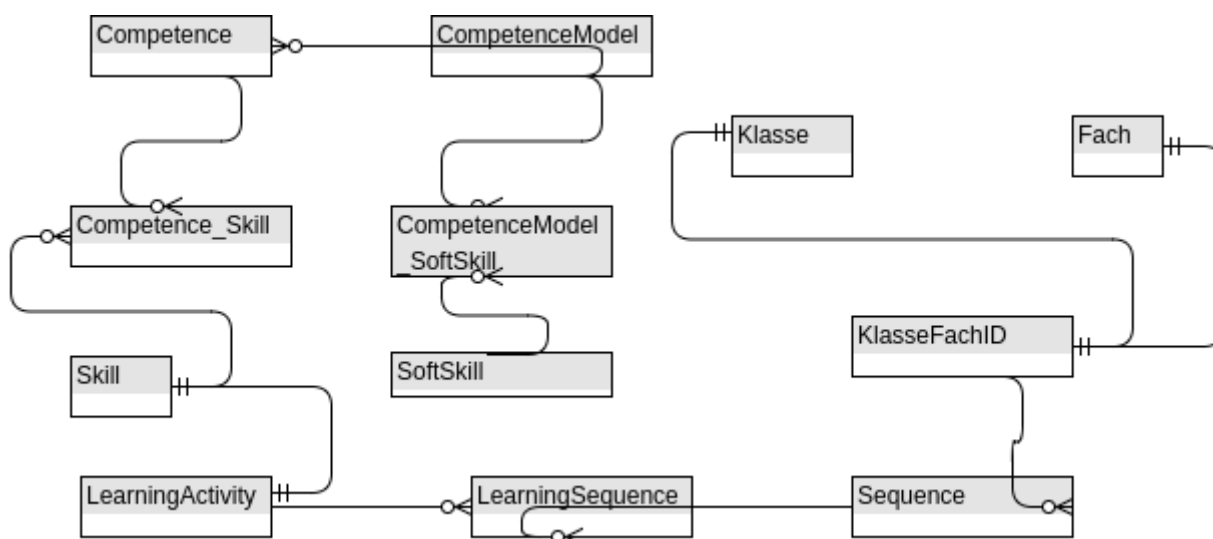 Competence
CompetenceModel
Klasse
Fach
Competence_Skill
CompetenceModel
_SoftSkill
KlasseFachID
Skill
SoftSkill
LearningActivity
LearningSequence
Sequence